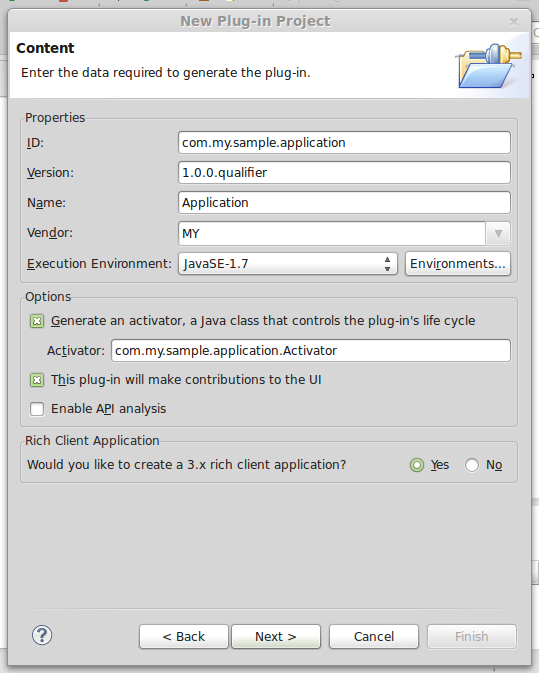 New Plug-in Project
Content
Enter the data required to generate the plug-in.
Properties
ID: com.my.sample.application
Version: 1.0.0.qualifier
Name: Application
Vendor: MY
Execution Environment: JavaSE-1.7 Environments...
Options
Generate an activator, a Java class that controls the plug-in's life cycle
Activator: com.my.sample.application.Activator
This plug-in will make contributions to the UI
Enable API analysis
Rich Client Application
Would you like to create a 3.x rich client application? Yes No
? < Back Next > Cancel Finish